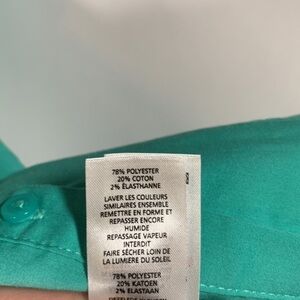 78% POLYESTER
20% COTON
2% ÉLASTHANNE
LAVER LES COULEURS
SIMILAIRES ENSEMBLE
REMETTRE EN FORME ET
REPASSER ENCORE
HUMIDE
REPASSAGE VAPEUR
INTERDIT
FAIRE SÉCHER LOIN DE
LA LUMIÈRE DU SOLEIL
78% POLYESTER
20% KATOEN
2% ELASTAAN